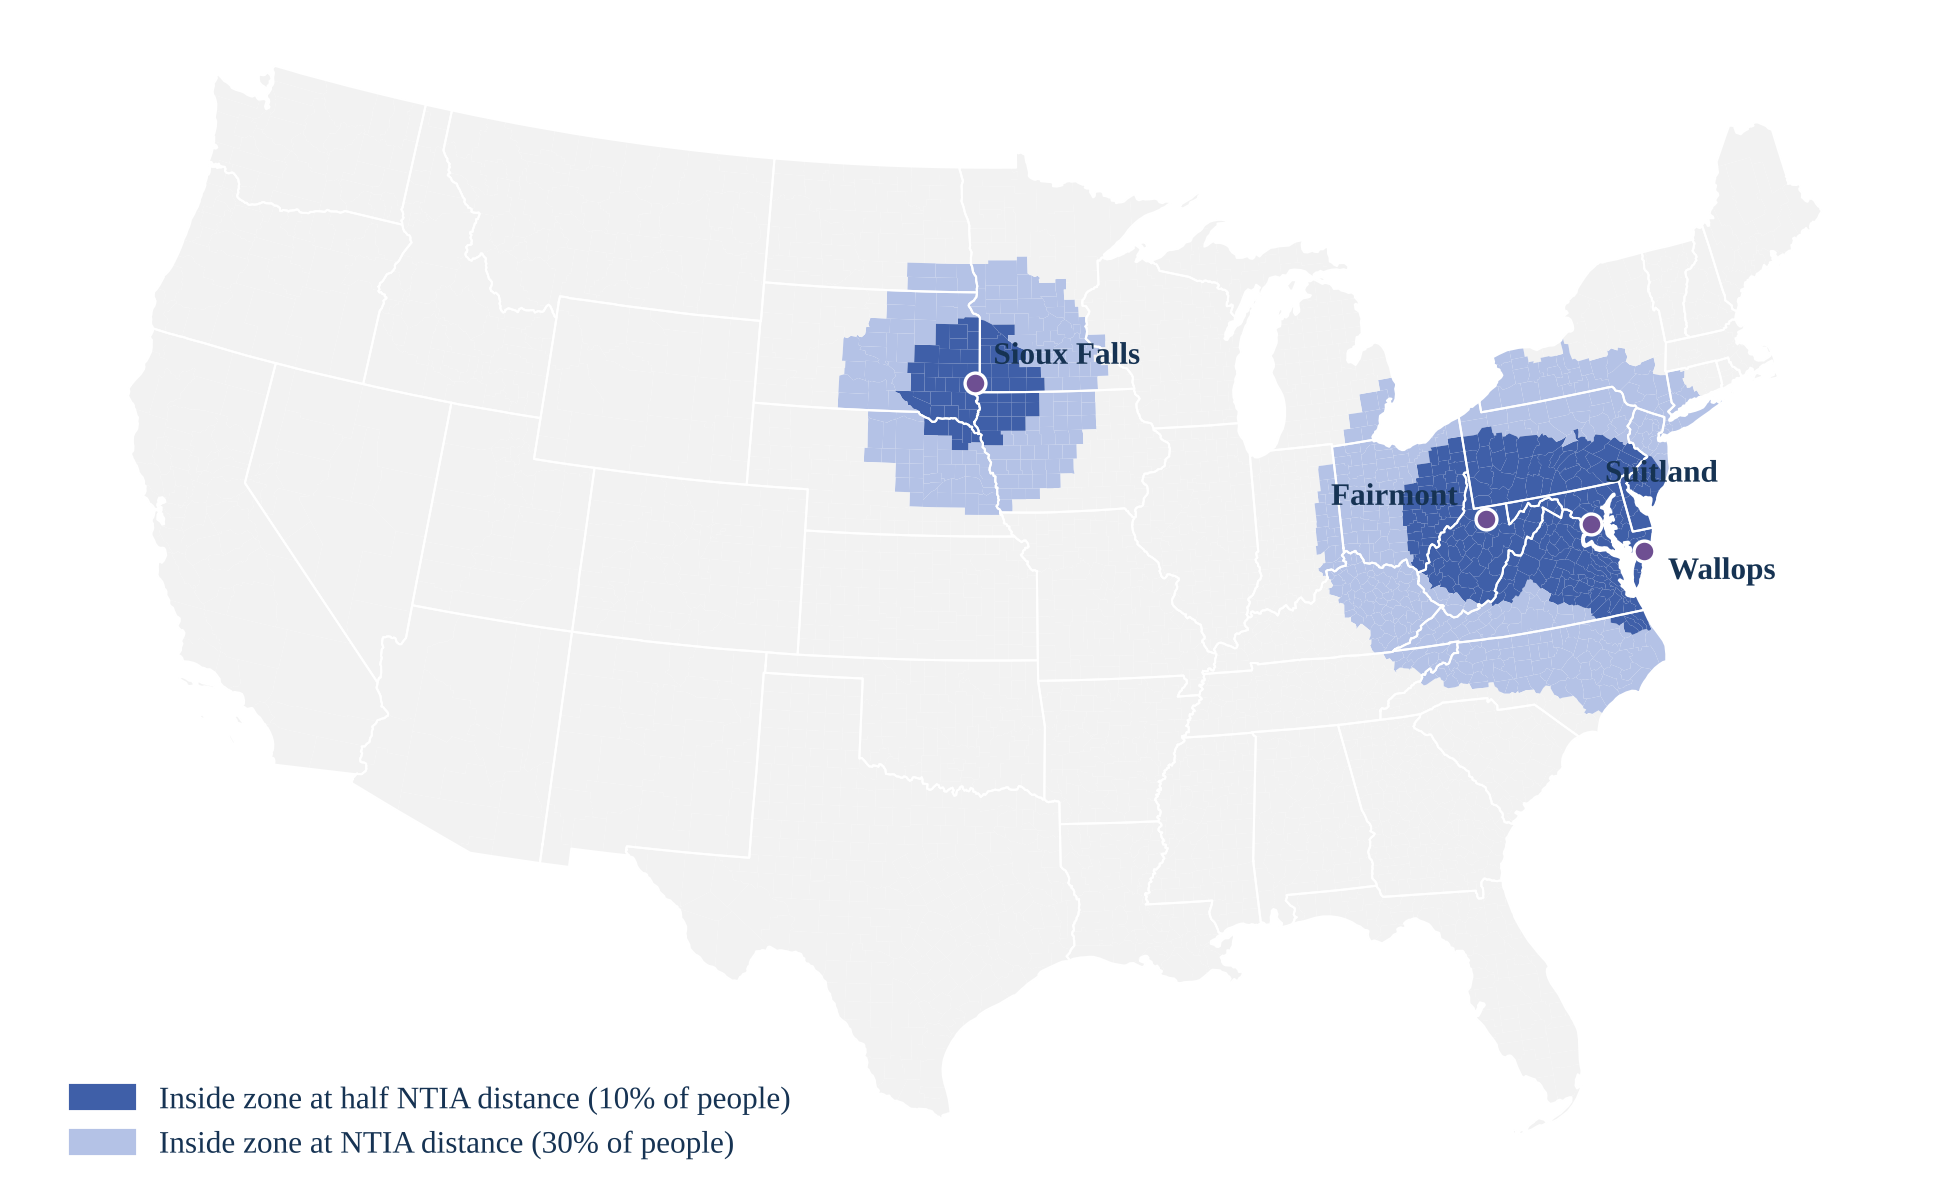 Sioux Falls
Suitland
Fairmont
Wallops
Inside zone at half NTIA distance (10% of people)
Inside zone at NTIA distance (30% of people)